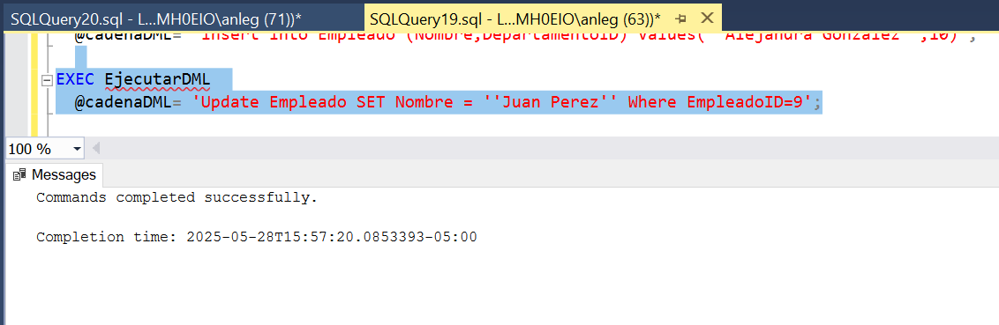 SQLQuery20.sql - L...MH0EIO\anleg (71))* SQLQuery19.sql - L...MH0EIO\anleg (63))*
@cadenaDML= 'Insert into Empleado (Nombre,DepartamentoID) Values( ''Alejandra Gonzalez'' ,10)';
EXEC EjecutarDML
@cadenaDML= 'Update Empleado SET Nombre = ''Juan Perez'' Where EmpleadoID=9';
100 %
Messages
Commands completed successfully.
Completion time: 2025-05-28T15:57:20.0853393-05:00